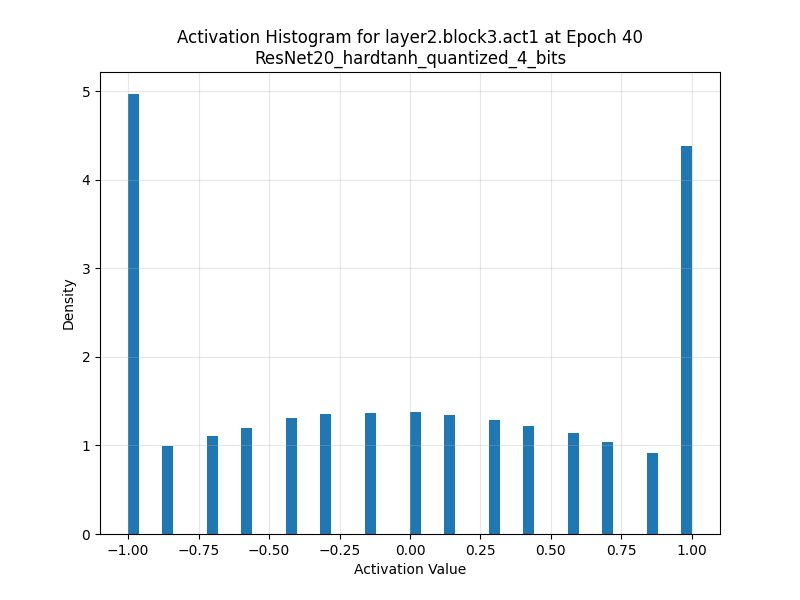 Activation Histogram for layer2.block3.act1 at Epoch 40
ResNet20_hardtanh_quantized_4_bits
5
4
3
2
1
0
Density
−1.00 −0.75 −0.50 −0.25 0.00 0.25 0.50 0.75 1.00
Activation Value